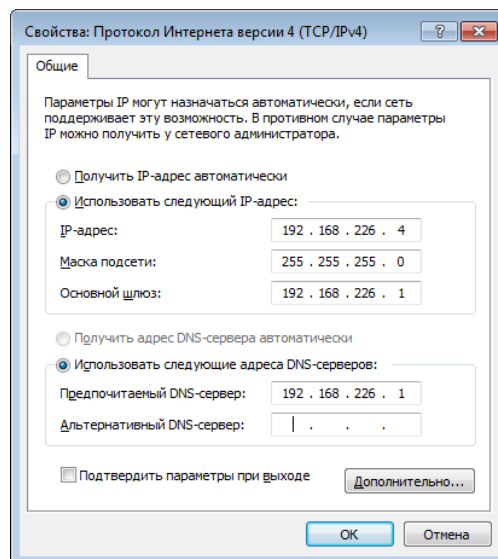 Свойства: Протокол Интернета версии 4 (TCP/IPv4)
Общие
Параметры IP могут назначаться автоматически, если сеть
поддерживает эту возможность. В противном случае параметры
IP можно получить у сетевого администратора.
Получить IP-адрес автоматически
Использовать следующий IP-адрес:
IP-адрес: 192 . 168 . 226 . 4
Маска подсети: 255 . 255 . 255 . 0
Основной шлюз: 192 . 168 . 226 . 1
Получить адрес DNS-сервера автоматически
Использовать следующие адреса DNS-серверов:
Предпочитаемый DNS-сервер: 192 . 168 . 226 . 1
Альтернативный DNS-сервер: . . .
Подтвердить параметры при выходе
Дополнительно...
ОК Отмена